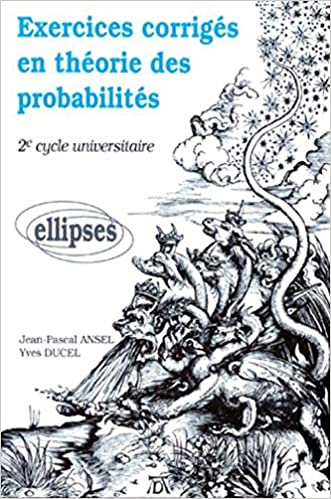 Exercices corrigés
en théorie des
probabilités
2e cycle universitaire
ellipses
Jean-Pascal ANSEL
Yves DUCEL